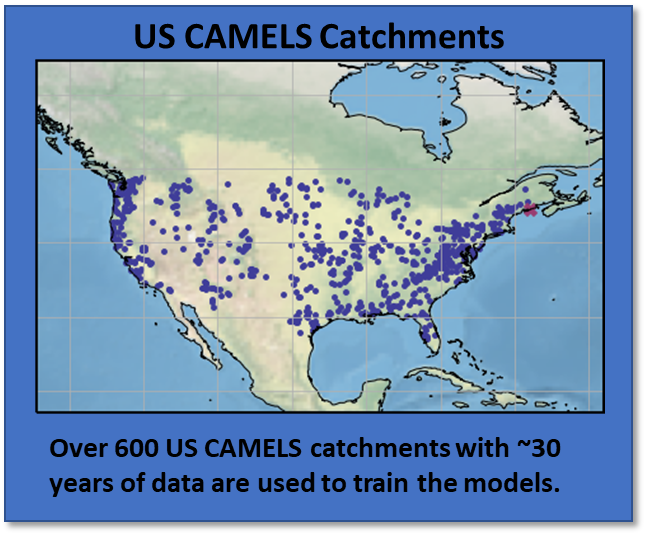 US CAMELS Catchments
Over 600 US CAMELS catchments with ~30
years of data are used to train the models.